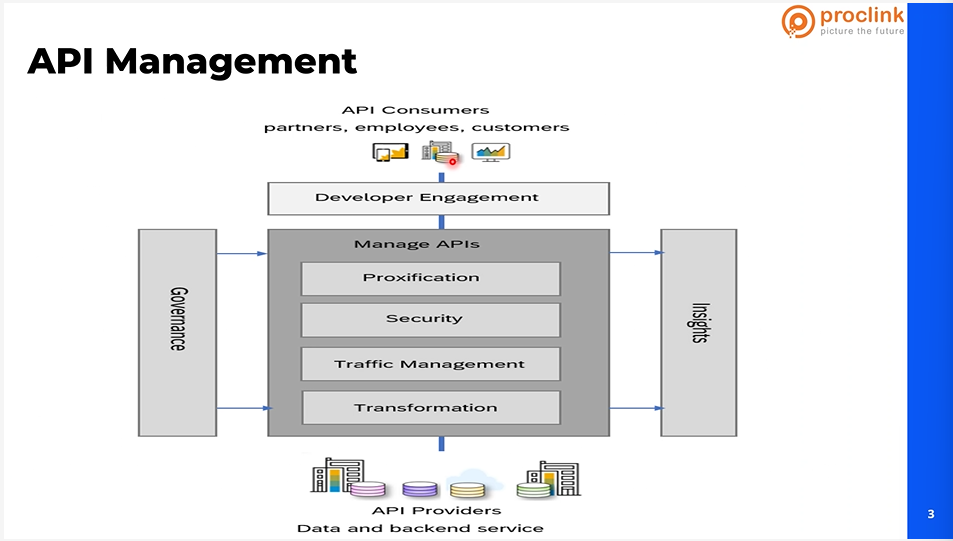 proclink
picture the future
API Management
API Consumers
partners, employees, customers
Developer Engagement
Governance
Manage APIs
Proxification
Security
Traffic Management
Transformation
Insights
API Providers
Data and backend service
3